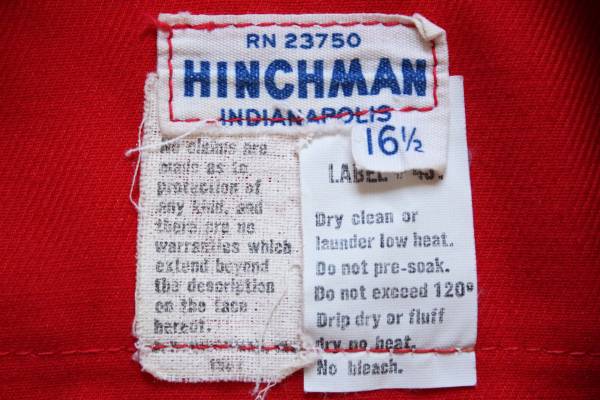 RN 23750
HINCHMAN
INDIANAPOLIS
16½
No claims are
made as to
protection of
any kind, and
there are no
warranties which
extend beyond
the description
on the face
hereof.
LABEL
Dry clean or
launder low heat.
Do not pre-soak.
Do not exceed 120°
Drip dry or fluff
dry no heat.
No bleach.